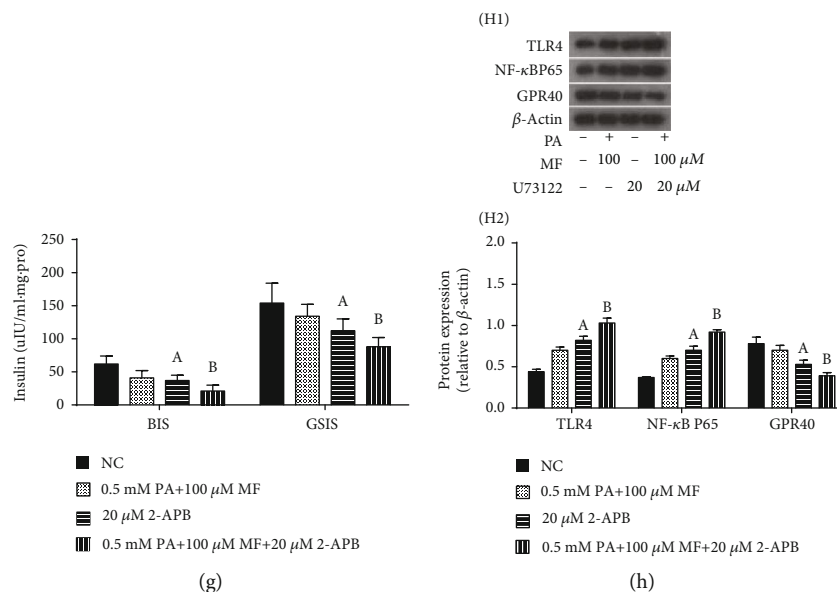 Insulin (uIU/ml·mg·pro)
250
200
150
100
50
0
A
B
A
B
BIS
GSIS
NC
0.5 mM PA+100 μM MF
20 μM 2-APB
0.5 mM PA+100 μM MF+20 μM 2-APB
(g)
(H1)
TLR4
NF-κBP65
GPR40
β-Actin
PA – + – +
MF – 100 – 100 μM
U73122 – – 20 20 μM
(H2)
Protein expression
(relative to β-actin)
2.0
1.5
1.0
0.5
0.0
A
B
A
B
A
B
TLR4
NF-κB P65
GPR40
NC
0.5 mM PA+100 μM MF
20 μM 2-APB
0.5 mM PA+100 μM MF+20 μM 2-APB
(h)